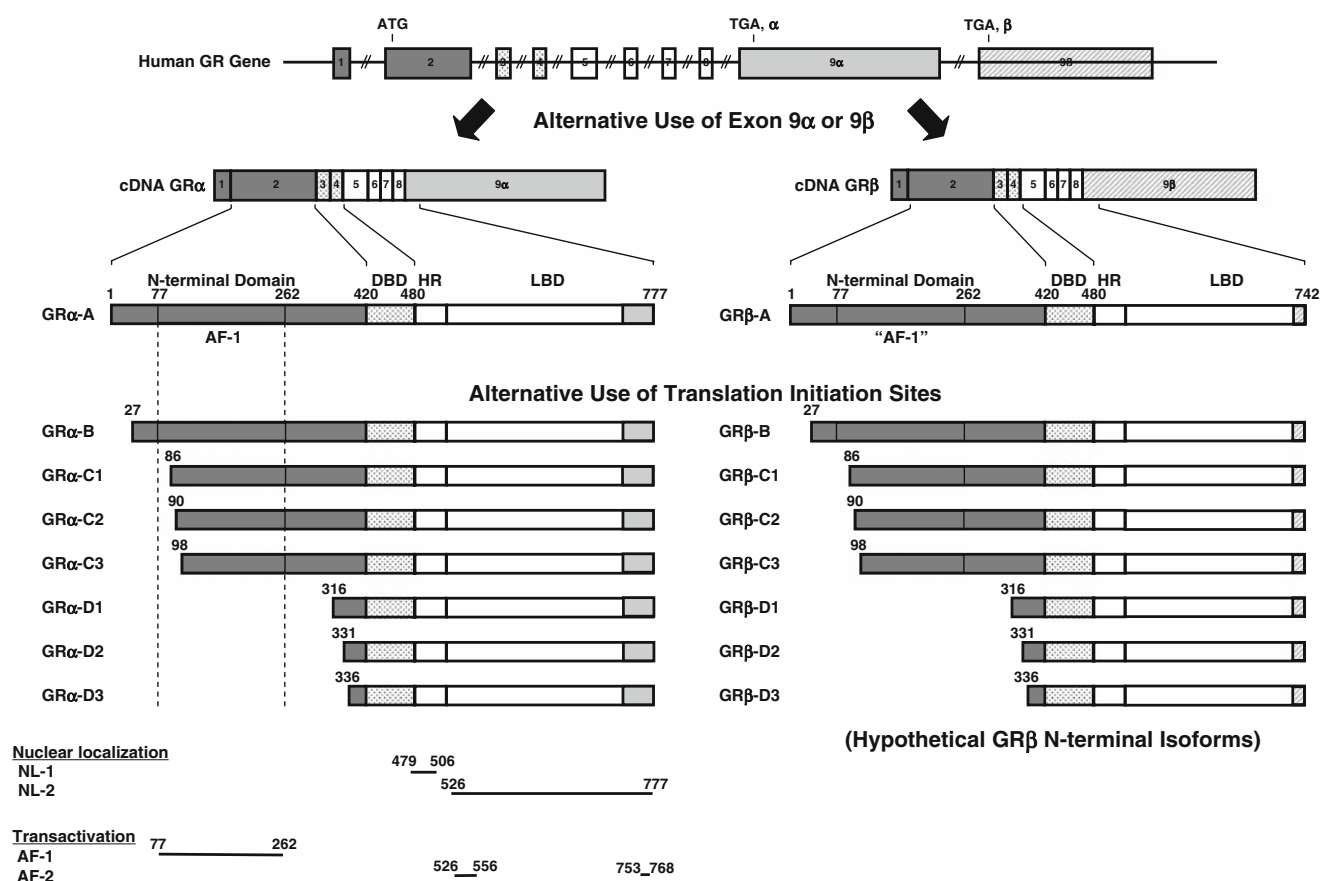 ATG
TGA, α
TGA, β
Human GR Gene
1 2 3 4 5 6 7 8 9α 9β
Alternative Use of Exon 9α or 9β
cDNA GRα
1 2 3 4 5 6 7 8 9α
cDNA GRβ
1 2 3 4 5 6 7 8 9β
N-terminal Domain DBD HR LBD
1 77 262 420 480 777
GRα-A
AF-1
N-terminal Domain DBD HR LBD
1 77 262 420 480 742
GRβ-A
“AF-1”
Alternative Use of Translation Initiation Sites
27
GRα-B
86
GRα-C1
90
GRα-C2
98
GRα-C3
316
GRα-D1
331
GRα-D2
336
GRα-D3
27
GRβ-B
86
GRβ-C1
90
GRβ-C2
98
GRβ-C3
316
GRβ-D1
331
GRβ-D2
336
GRβ-D3
(Hypothetical GRβ N-terminal Isoforms)
Nuclear localization
NL-1 479 506
NL-2 526 777
Transactivation
AF-1 77 262
AF-2 526 556 753 768